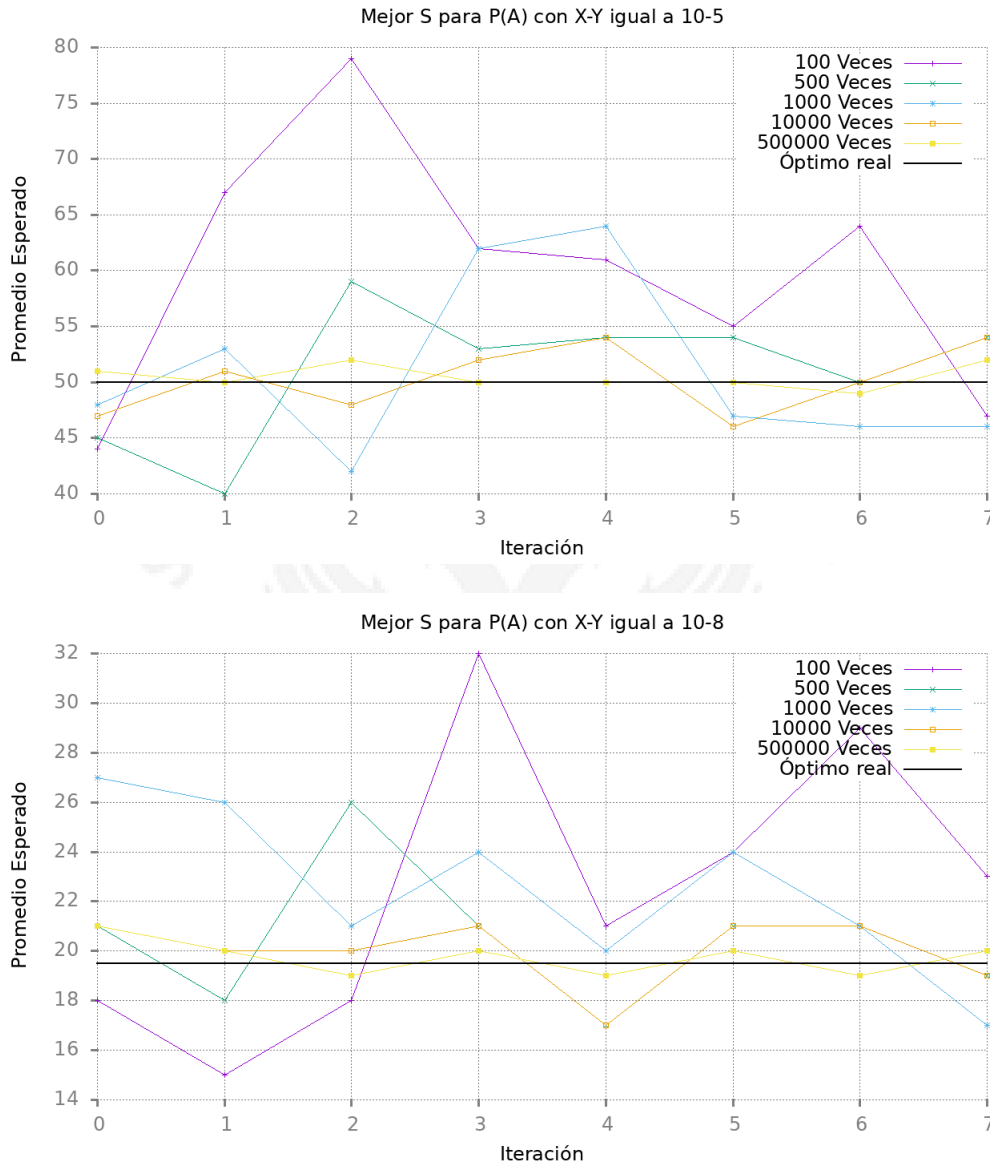 Mejor S para P(A) con X-Y igual a 10-5
80
75
70
65
60
55
50
45
40
Promedio Esperado
100 Veces
500 Veces
1000 Veces
10000 Veces
500000 Veces
Óptimo real
0 1 2 3 4 5 6 7
Iteración
Mejor S para P(A) con X-Y igual a 10-8
32
30
28
26
24
22
20
18
16
14
Promedio Esperado
100 Veces
500 Veces
1000 Veces
10000 Veces
500000 Veces
Óptimo real
0 1 2 3 4 5 6 7
Iteración